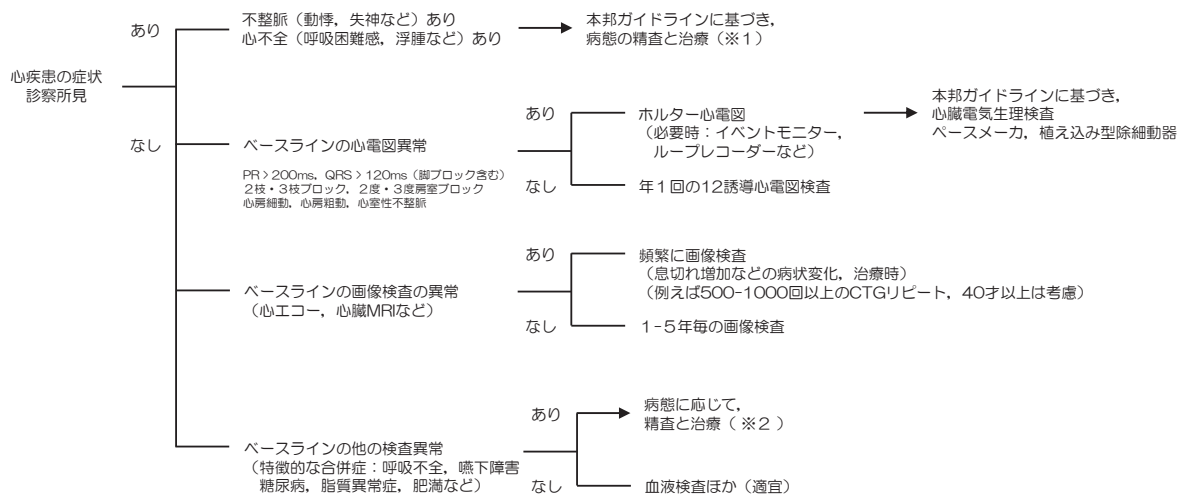 あり
不整脈（動悸，失神など）あり
心不全（呼吸困難感，浮腫など）あり
本邦ガイドラインに基づき，
病態の精査と治療（※１）
心疾患の症状
診察所見
なし
ベースラインの心電図異常
PR＞200ms，QRS＞120ms（脚ブロック含む）
２枝・３枝ブロック，２度・３度房室ブロック
心房細動，心房粗動，心室性不整脈
あり
ホルター心電図
（必要時：イベントモニター，
ループレコーダーなど）
本邦ガイドラインに基づき，
心臓電気生理検査
ペースメーカ，植え込み型除細動器
なし
年１回の12誘導心電図検査
ベースラインの画像検査の異常
（心エコー，心臓MRIなど）
あり
頻繁に画像検査
（息切れ増加などの病状変化，治療時）
（例えば500-1000回以上のCTGリピート，40才以上は考慮）
なし
１-５年毎の画像検査
ベースラインの他の検査異常
（特徴的な合併症：呼吸不全，嚥下障害
糖尿病，脂質異常症，肥満など）
あり
病態に応じて，
精査と治療（※２）
なし
血液検査ほか（適宜）